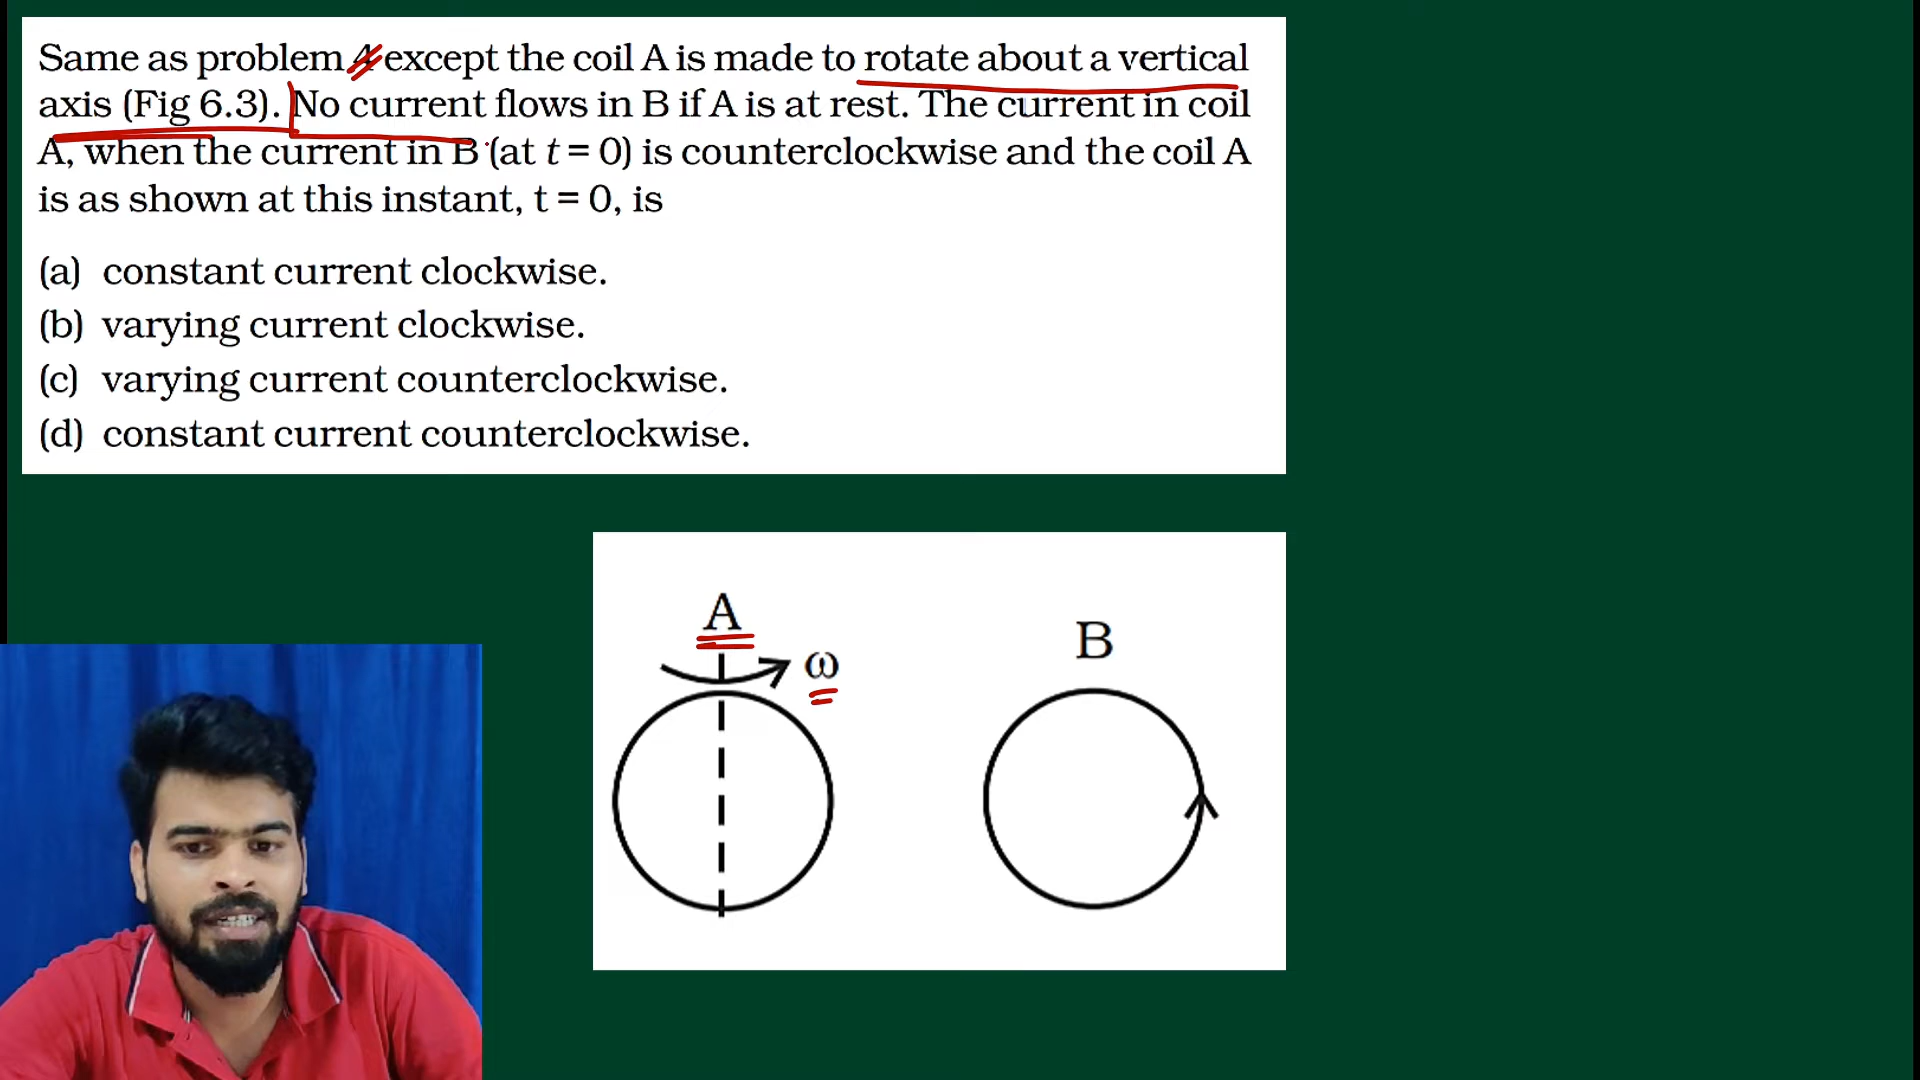 Same as problem 4 except the coil A is made to rotate about a vertical
axis (Fig 6.3). No current flows in B if A is at rest. The current in coil
A, when the current in B (at t = 0) is counterclockwise and the coil A
is as shown at this instant, t = 0, is
(a) constant current clockwise.
(b) varying current clockwise.
(c) varying current counterclockwise.
(d) constant current counterclockwise.
A
ω
B